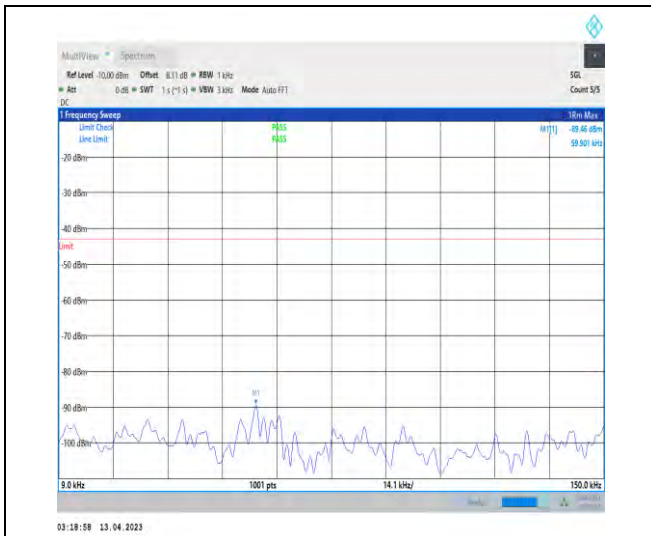 MultiView Spectrum
Ref Level -10.00 dBm Offset 8.11 dB RBW 1 kHz SGL
Att 0 dB SWT 1 s (~1 s) VBW 3 kHz Mode Auto FFT Count 5/5
DC
1 Frequency Sweep 1Rm Max
Limit Check PASS M1[1] -89.46 dBm
Line Limit PASS 59.901 kHz
-20 dBm
-30 dBm
-40 dBm
Limit
-50 dBm
-60 dBm
-70 dBm
-80 dBm
M1
-90 dBm
-100 dBm
9.0 kHz 1001 pts 14.1 kHz/ 150.0 kHz
03:18:58 13.04.2023